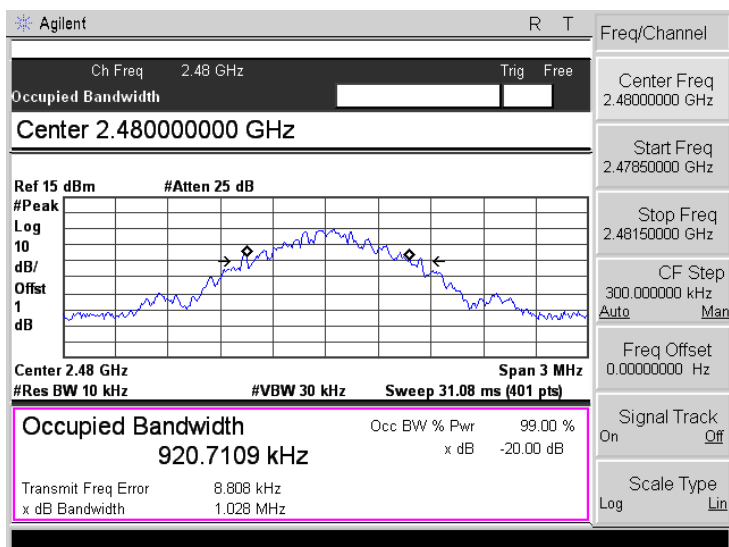 Agilent R T
Ch Freq 2.48 GHz Trig Free
Occupied Bandwidth
Center 2.480000000 GHz
Ref 15 dBm #Atten 25 dB
#Peak
Log
10
dB/
Offst
1
dB
Center 2.48 GHz Span 3 MHz
#Res BW 10 kHz #VBW 30 kHz Sweep 31.08 ms (401 pts)
Occupied Bandwidth Occ BW % Pwr 99.00 %
920.7109 kHz x dB -20.00 dB
Transmit Freq Error 8.808 kHz
x dB Bandwidth 1.028 MHz
Freq/Channel
Center Freq
2.48000000 GHz
Start Freq
2.47850000 GHz
Stop Freq
2.48150000 GHz
CF Step
300.000000 kHz
Auto Man
Freq Offset
0.00000000 Hz
Signal Track
On Off
Scale Type
Log Lin